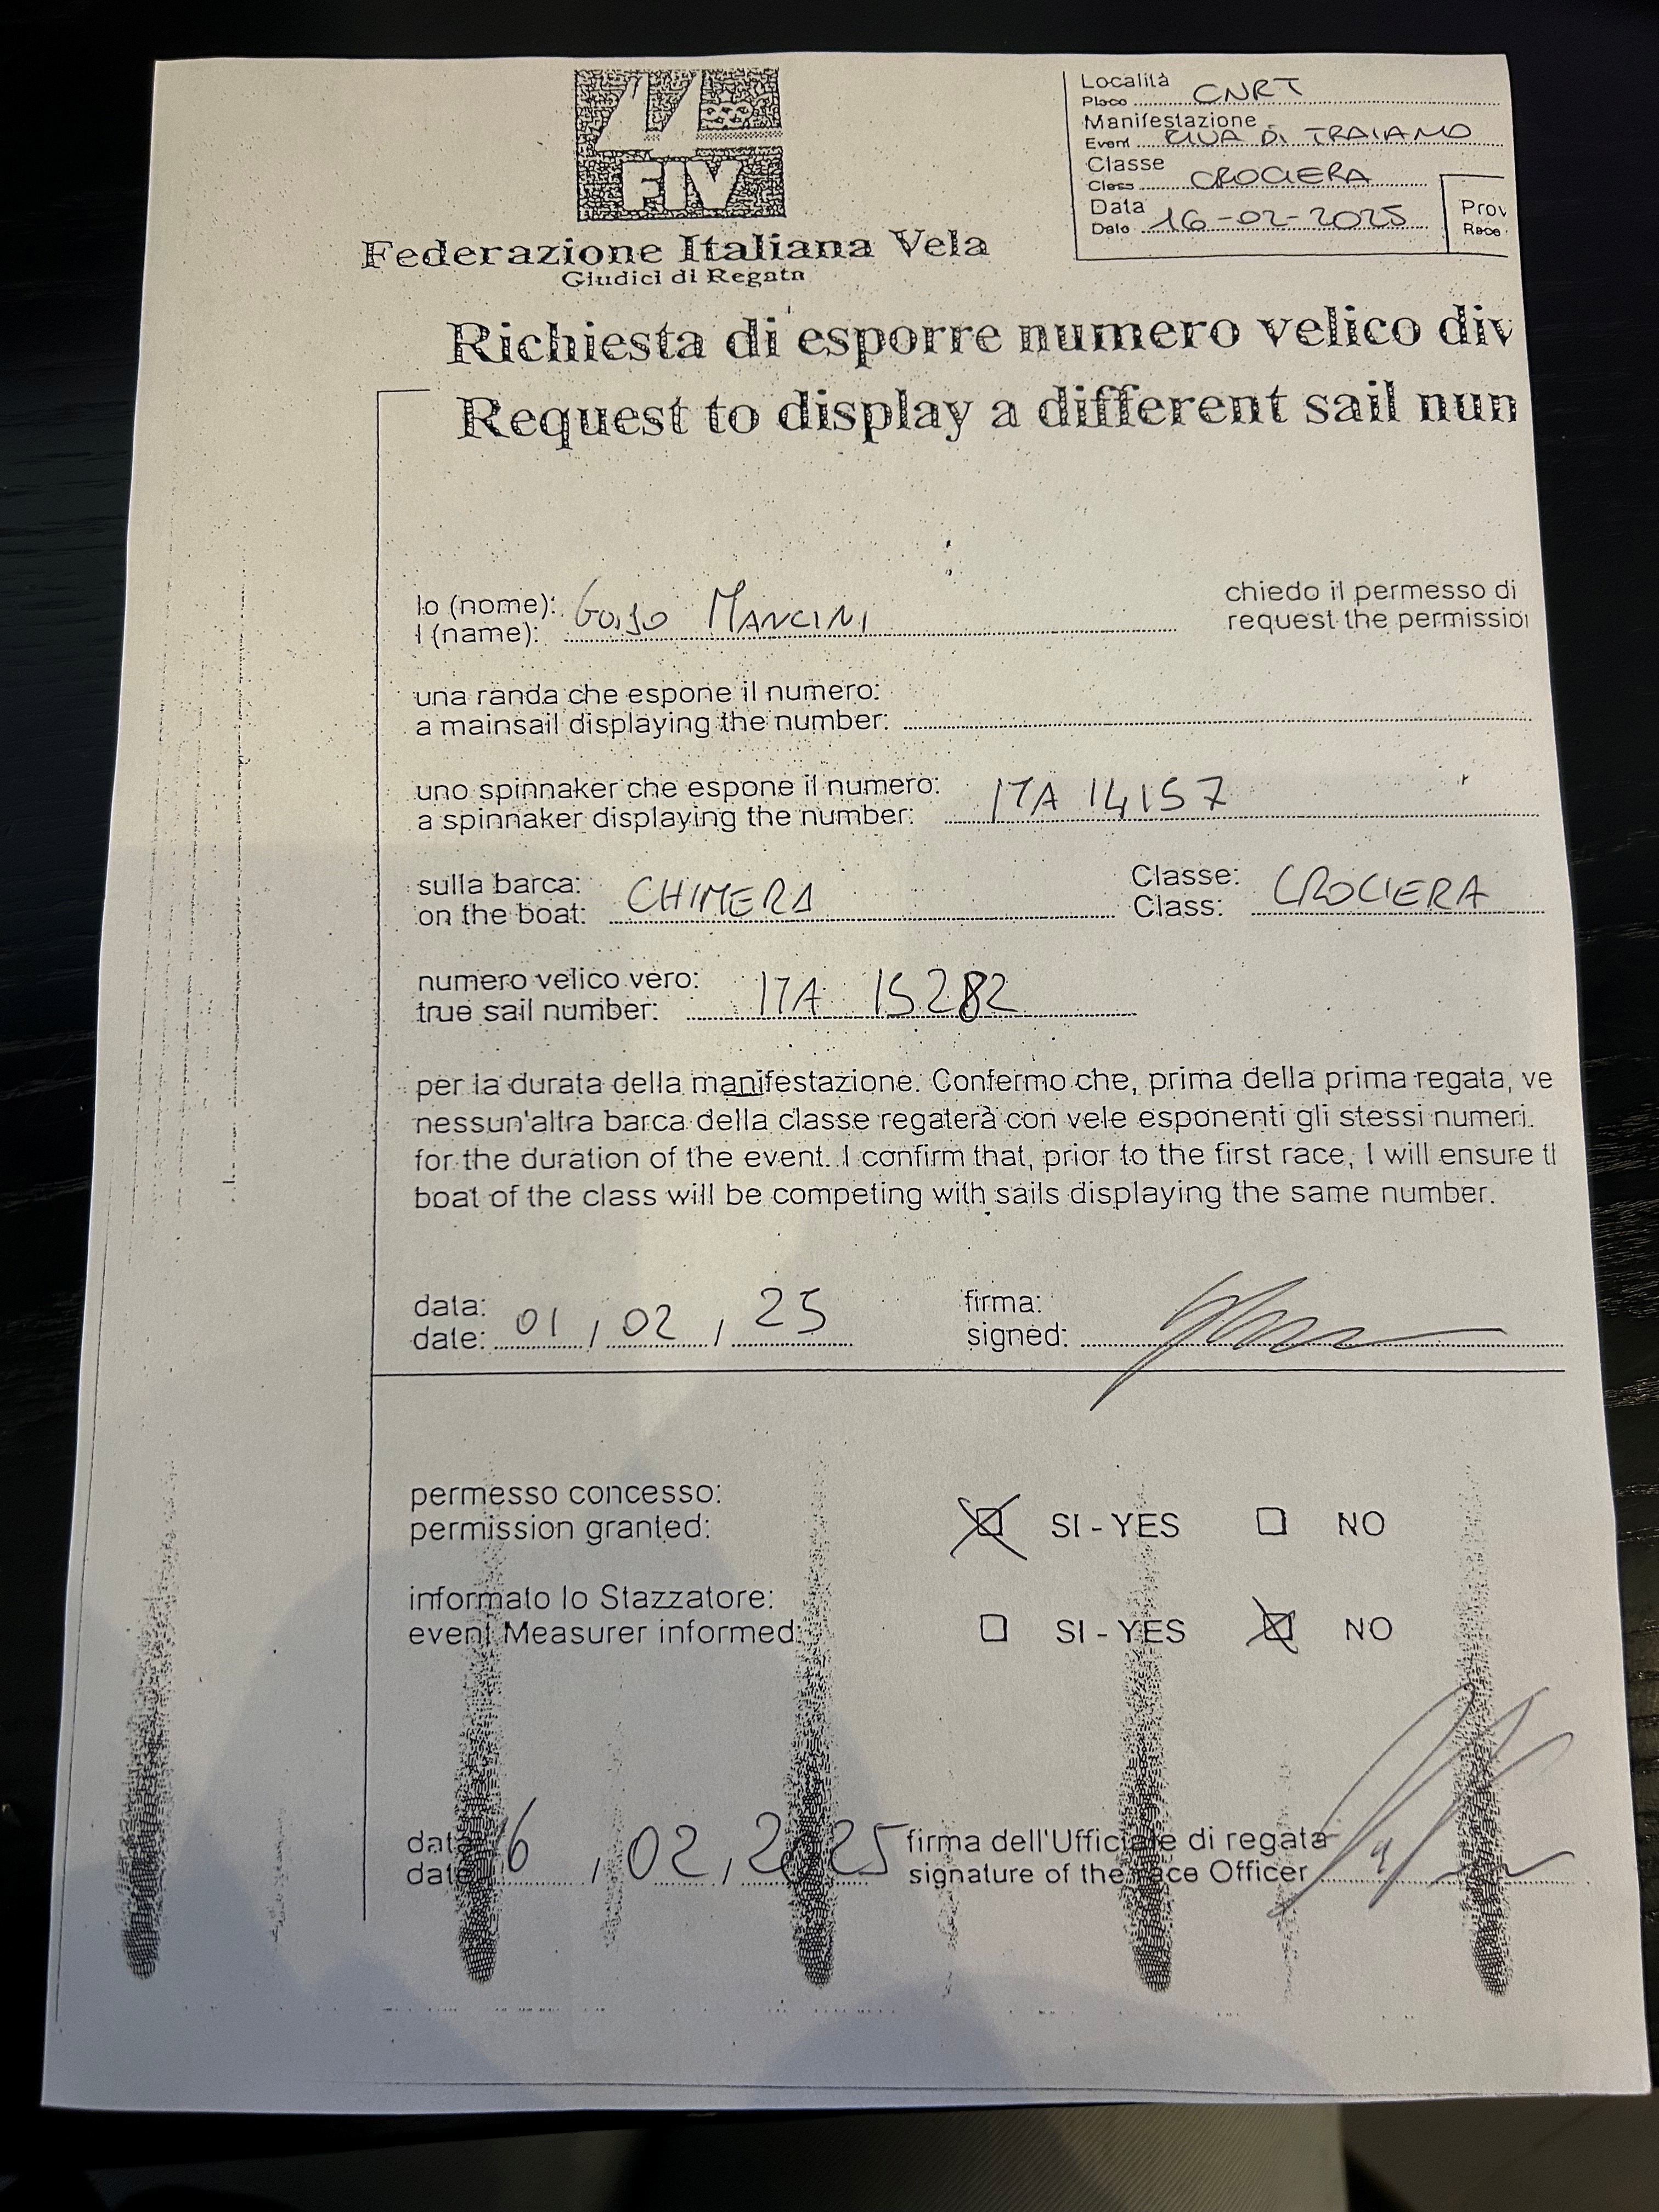 Località
Place CNRT
Manifestazione
Event RIVA DI TRAIANO
Classe
Class CROCIERA
Data
Date 16-02-2025
Prov
Race
FIV
Federazione Italiana Vela
Giudici di Regata
Richiesta di esporre numero velico div
Request to display a different sail num
Io (nome):
I (name): MANCINI
chiedo il permesso di
request the permission
una randa che espone il numero:
a mainsail displaying the number:
uno spinnaker che espone il numero:
a spinnaker displaying the number: ITA 14157
sulla barca:
on the boat: CHIMERA
Classe:
Class: CROCIERA
numero velico vero:
true sail number: ITA 15282
per la durata della manifestazione. Confermo che, prima della prima regata, ve
nessun'altra barca della classe regaterà con vele esponenti gli stessi numeri.
for the duration of the event. I confirm that, prior to the first race, I will ensure tl
boat of the class will be competing with sails displaying the same number.
data:
date: 01, 02, 25
firma:
signed:
permesso concesso:
permission granted:
SI - YES NO
informato lo Stazzatore:
event Measurer informed:
SI - YES NO
data
date 16, 02, 2025
firma dell'Ufficiale di regata
signature of the Race Officer